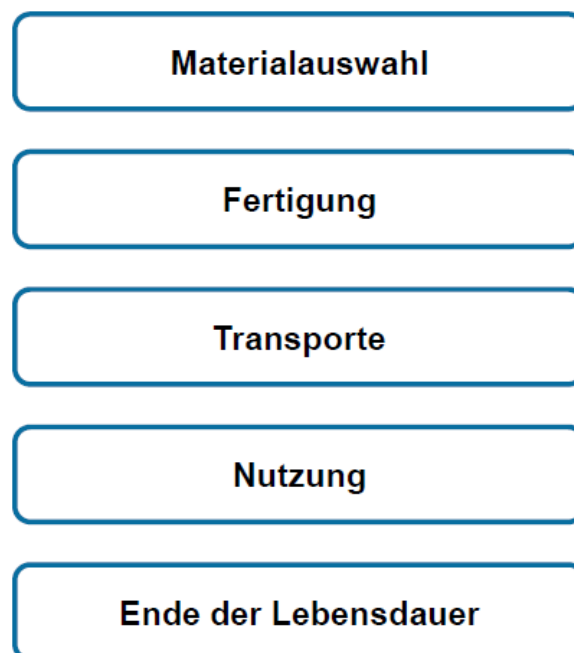 Materialauswahl
Fertigung
Transporte
Nutzung
Ende der Lebensdauer